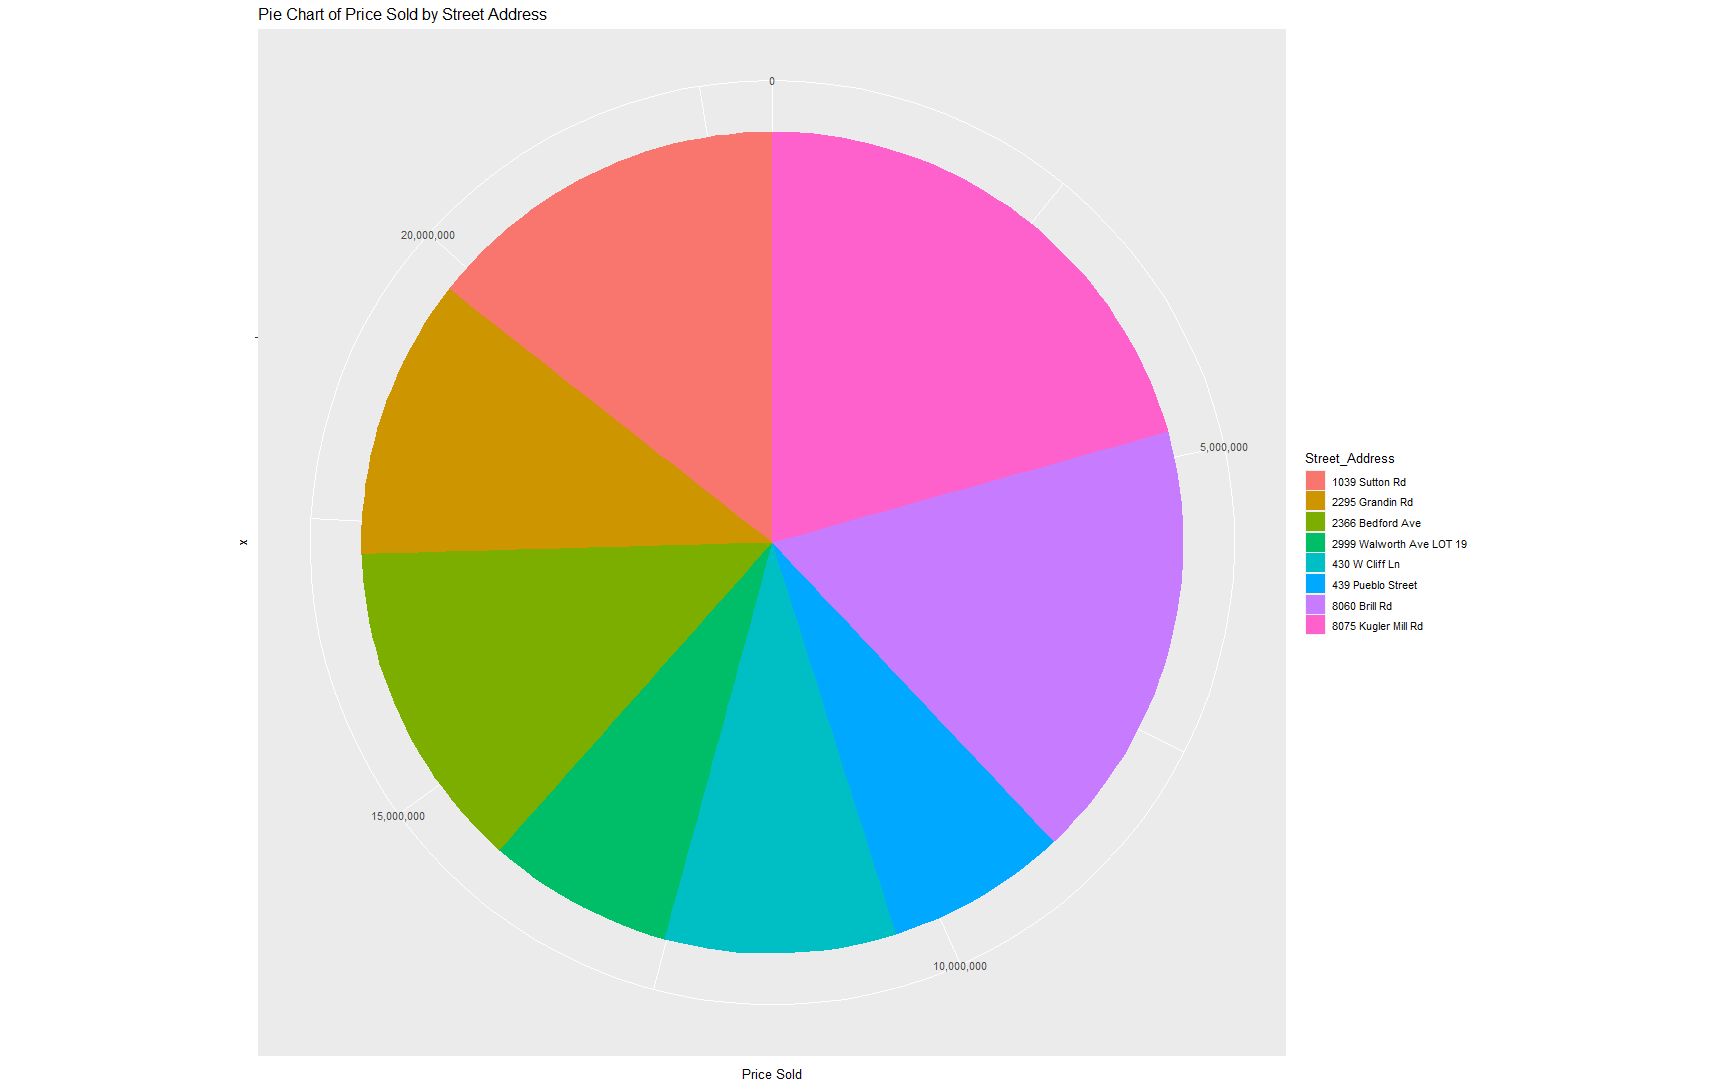 Pie Chart of Price Sold by Street Address
0
20,000,000
5,000,000
15,000,000
10,000,000
x
Price Sold
Street_Address
1039 Sutton Rd
2295 Grandin Rd
2366 Bedford Ave
2999 Walworth Ave LOT 19
430 W Cliff Ln
439 Pueblo Street
8060 Brill Rd
8075 Kugler Mill Rd